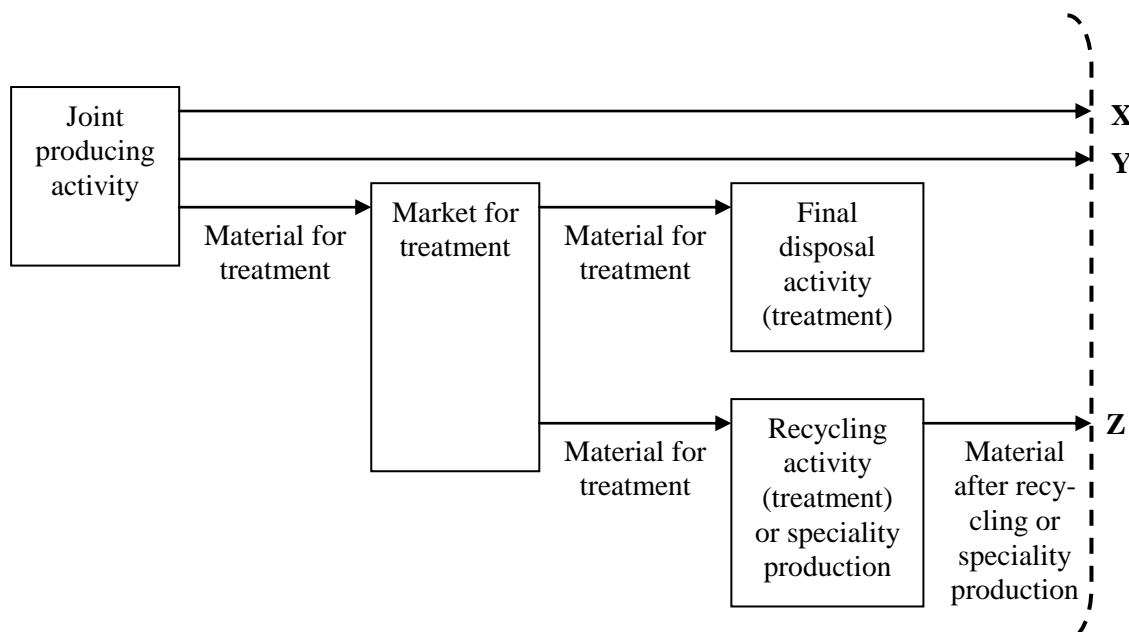 Joint
producing
activity
X
Y
Material for
treatment
Market for
treatment
Material for
treatment
Final
disposal
activity
(treatment)
Material for
treatment
Recycling
activity
(treatment)
or speciality
production
Z
Material
after recy-
cling or
speciality
production